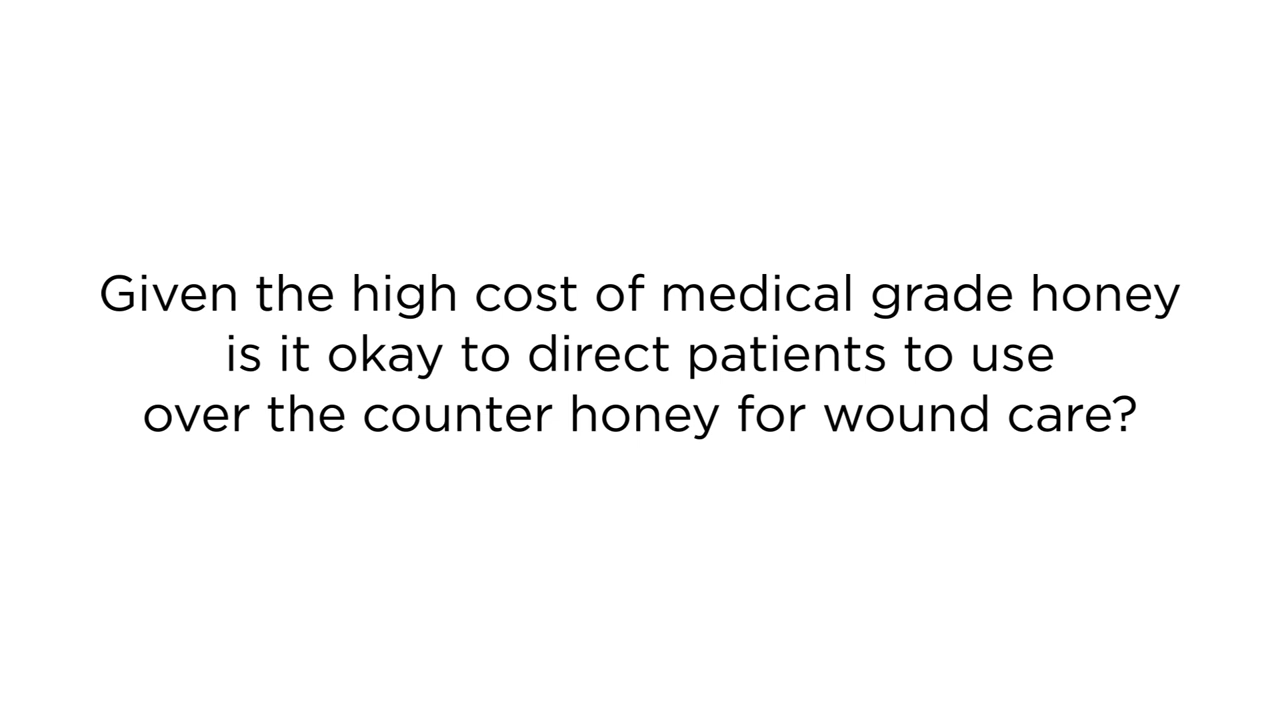 Given the high cost of medical grade honey
is it okay to direct patients to use
over the counter honey for wound care?